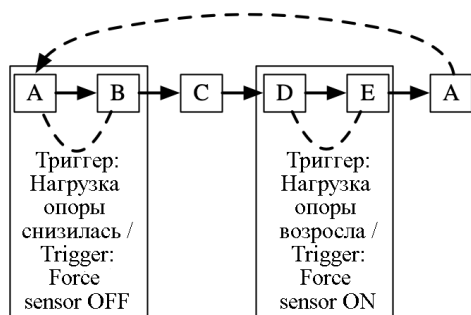 A B C D E A
Триггер:
Нагрузка
опоры
снизилась /
Trigger:
Force
sensor OFF
Триггер:
Нагрузка
опоры
возросла /
Trigger:
Force
sensor ON